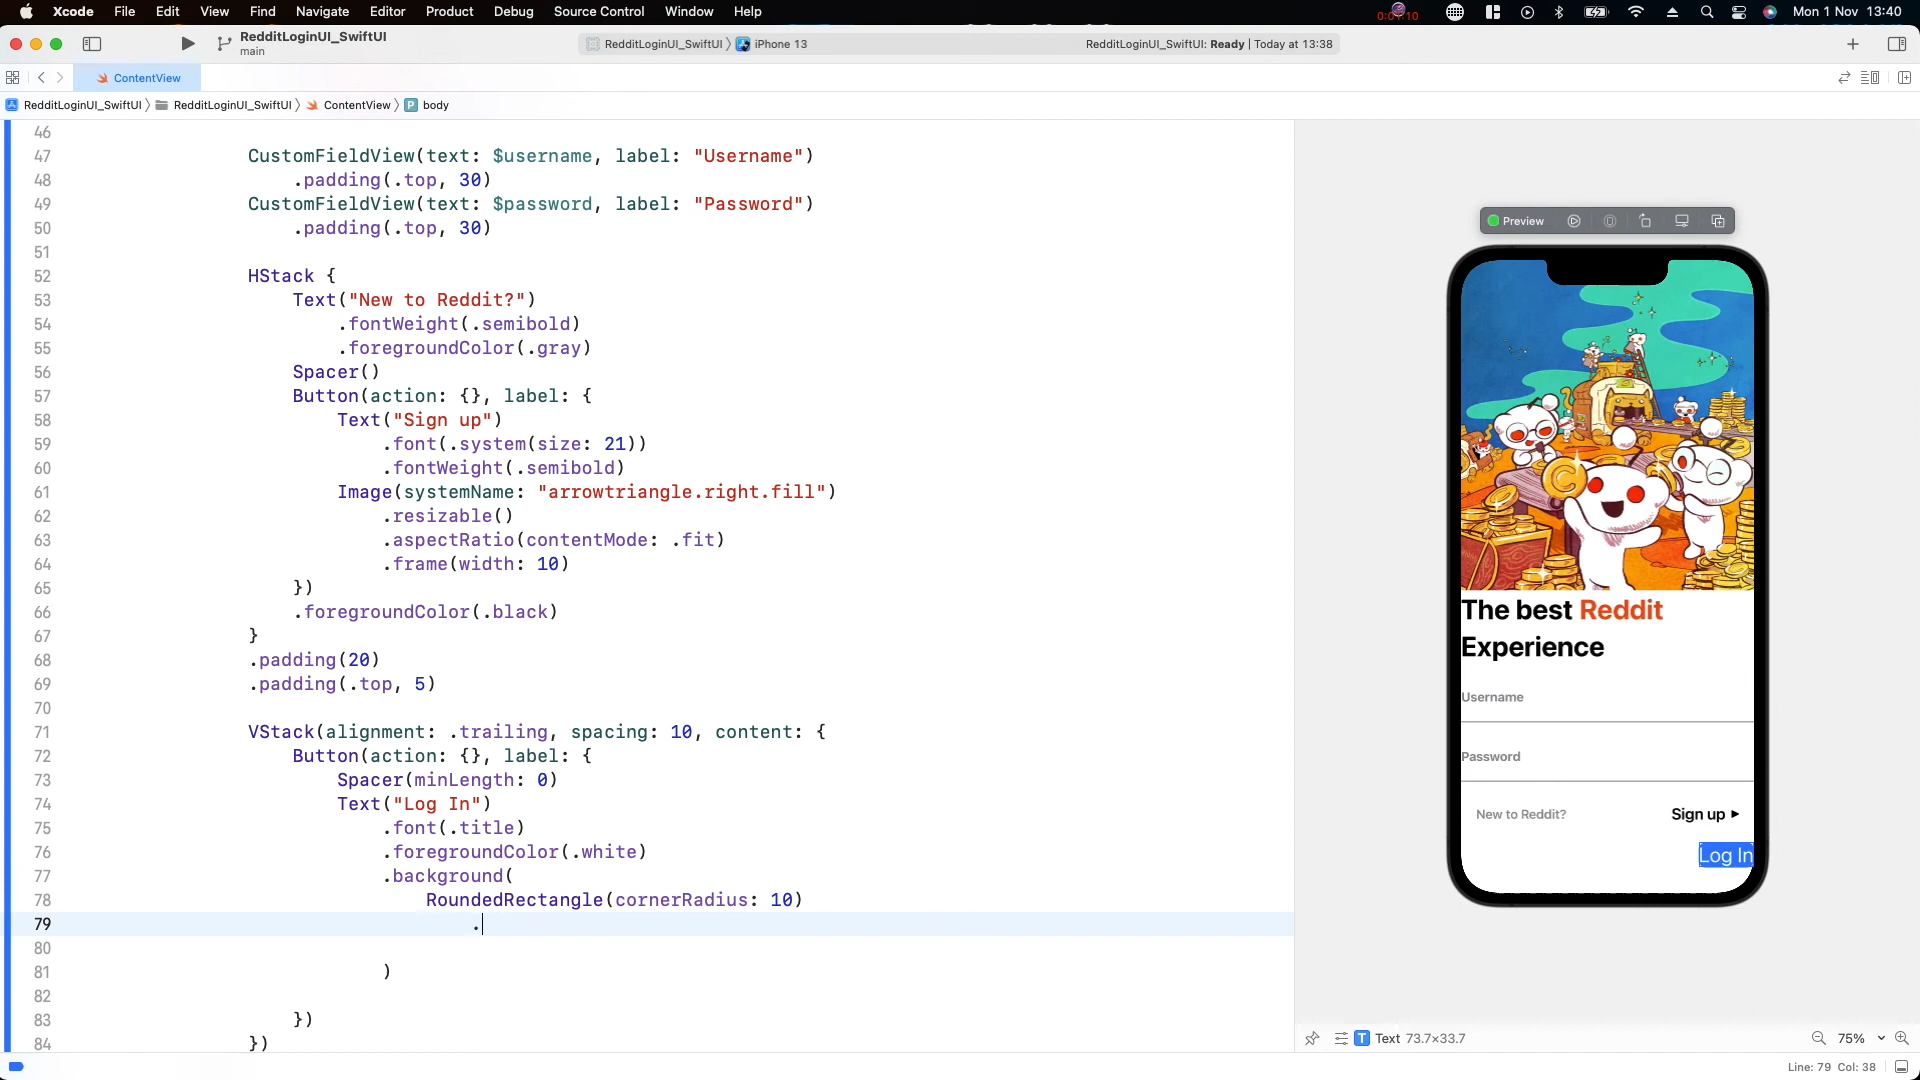 Xcode File Edit View Find Navigate Editor Product Debug Source Control Window Help Mon 1 Nov 13:40
RedditLoginUI_SwiftUI
main
RedditLoginUI_SwiftUI iPhone 13
RedditLoginUI_SwiftUI: Ready | Today at 13:38
ContentView
RedditLoginUI_SwiftUI RedditLoginUI_SwiftUI ContentView P body
46
47 CustomFieldView(text: $username, label: "Username")
48 .padding(.top, 30)
49 CustomFieldView(text: $password, label: "Password")
50 .padding(.top, 30)
51
52 HStack {
53 Text("New to Reddit?")
54 .fontWeight(.semibold)
55 .foregroundColor(.gray)
56 Spacer()
57 Button(action: {}, label: {
58 Text("Sign up")
59 .font(.system(size: 21))
60 .fontWeight(.semibold)
61 Image(systemName: "arrowtriangle.right.fill")
62 .resizable()
63 .aspectRatio(contentMode: .fit)
64 .frame(width: 10)
65 })
66 .foregroundColor(.black)
67 }
68 .padding(20)
69 .padding(.top, 5)
70
71 VStack(alignment: .trailing, spacing: 10, content: {
72 Button(action: {}, label: {
73 Spacer(minLength: 0)
74 Text("Log In")
75 .font(.title)
76 .foregroundColor(.white)
77 .background(
78 RoundedRectangle(cornerRadius: 10)
79 .
80
81 )
82
83 })
84 })
Preview
The best Reddit
Experience
Username
Password
New to Reddit? Sign up
Log In
T Text 73.7×33.7
75%
Line: 79 Col: 38